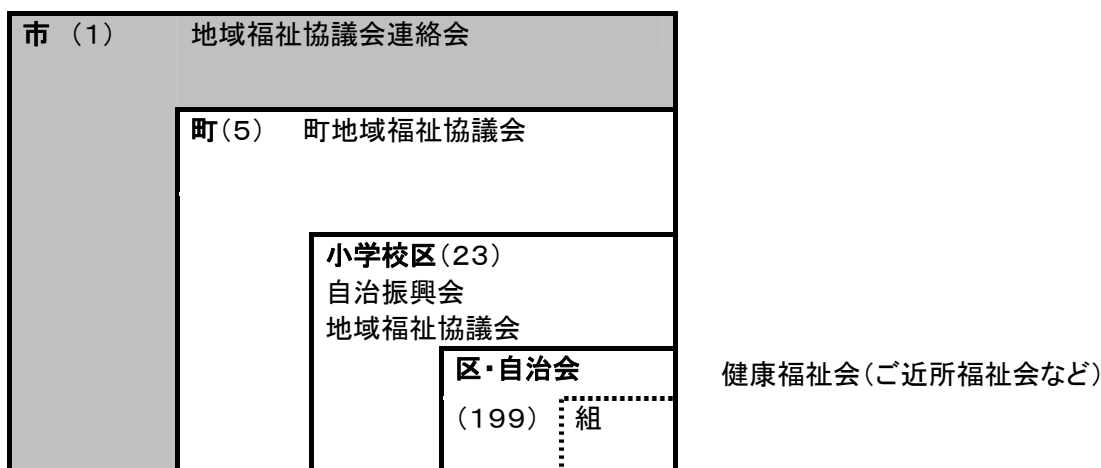 市（1） 地域福祉協議会連絡会
町（5） 町地域福祉協議会
小学校区（23）
自治振興会
地域福祉協議会
区・自治会
健康福祉会（ご近所福祉会など）
（199） 組